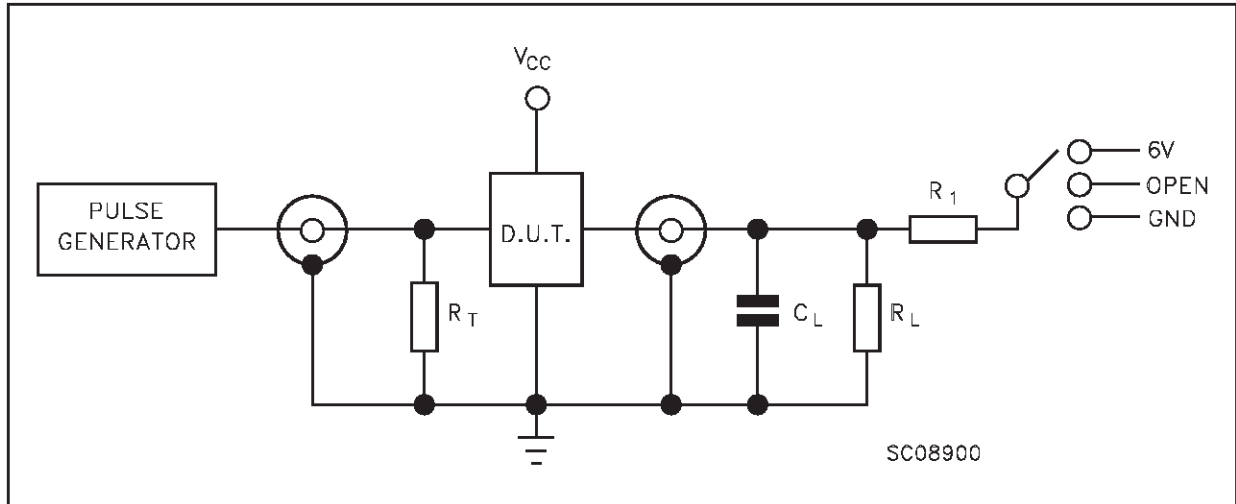 VCC
PULSE
GENERATOR
D.U.T.
RT
CL
RL
R1
6V
OPEN
GND
SC08900